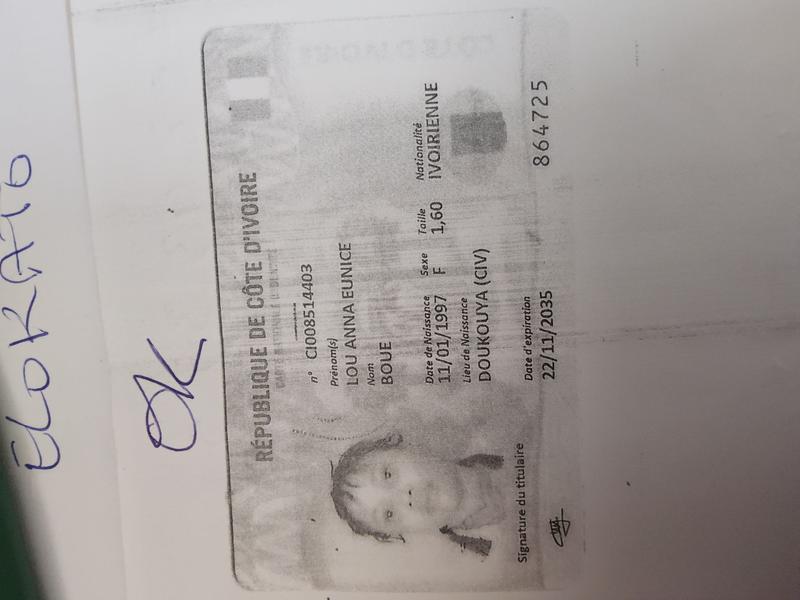 ELOKATO
OK
RÉPUBLIQUE DE CÔTE D'IVOIRE
n° CI008514403
Prénom(s)
LOU ANNA EUNICE
Nom
BOUE
Date de Naissance Sexe Taille Nationalité
11/01/1997 F 1,60 IVOIRIENNE
Lieu de Naissance
DOUKOUYA (CIV)
Signature du titulaire
Date d'expiration
22/11/2035
864725